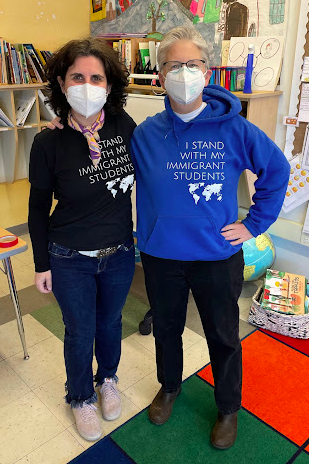 I STAND
WITH MY
IMMIGRANT
STUDENTS
I STAND
WITH MY
IMMIGRANT
STUDENTS